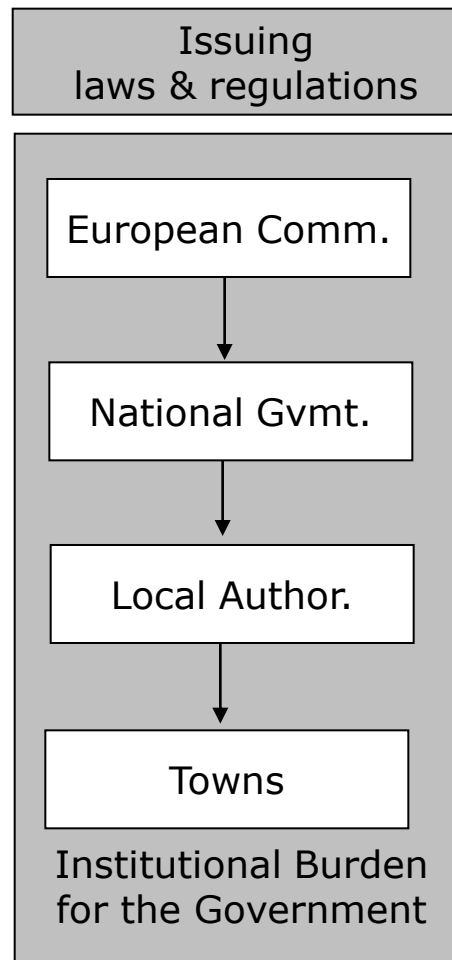 Issuing
laws & regulations
European Comm.
National Gvmt.
Local Author.
Towns
Institutional Burden
for the Government